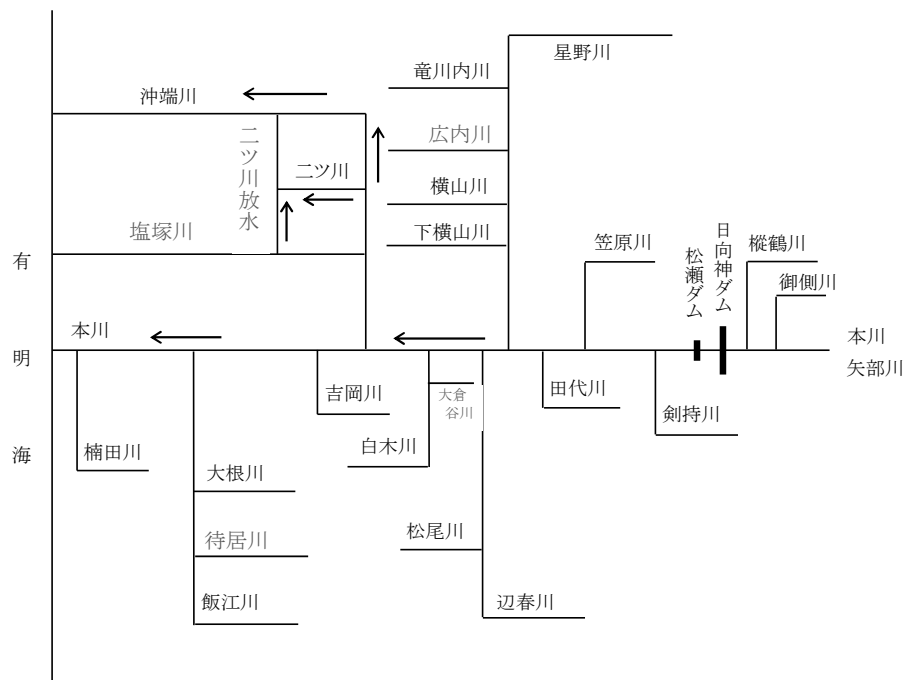 星野川
竜川内川
沖端川
広内川
二ツ川放水
二ツ川
横山川
塩塚川
下横山川
笠原川
松瀬ダム
日向神ダム
樅鶴川
御側川
有明海
本川
本川
矢部川
吉岡川
大倉
谷川
田代川
剣持川
楠田川
白木川
大根川
待居川
松尾川
飯江川
辺春川